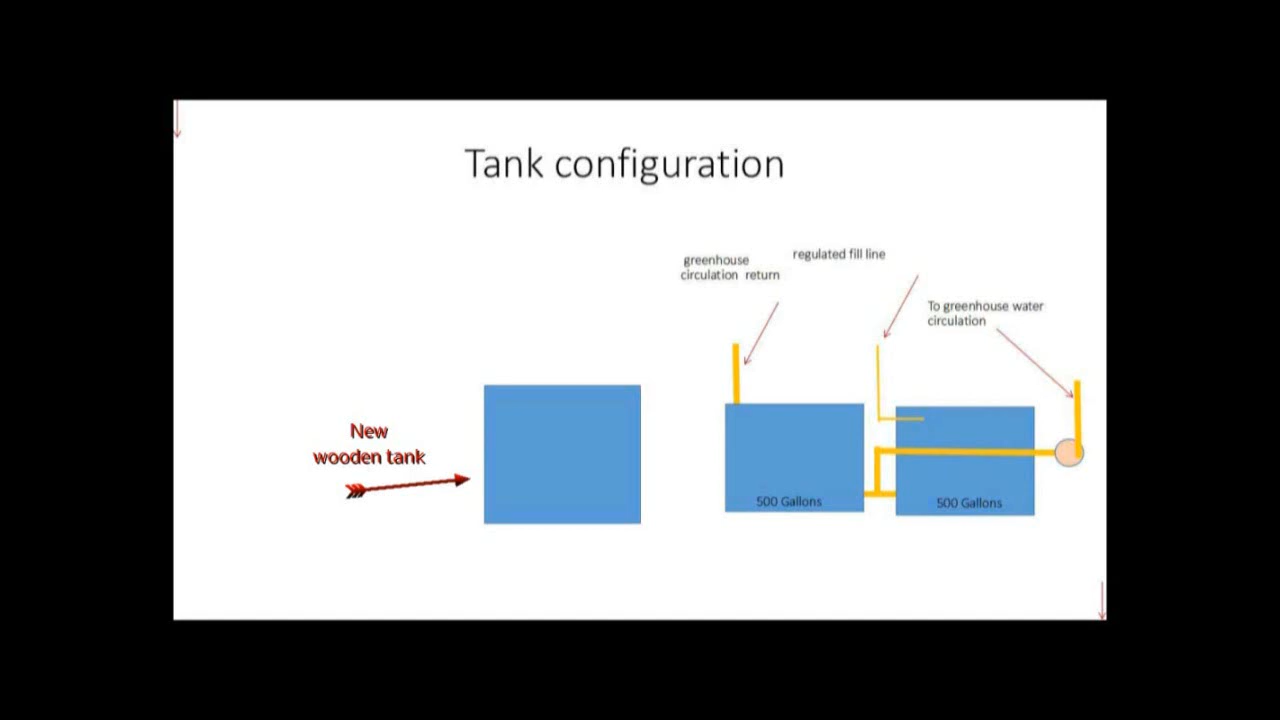 Tank configuration
greenhouse
circulation return
regulated fill line
To greenhouse water
circulation
New
wooden tank
500 Gallons
500 Gallons